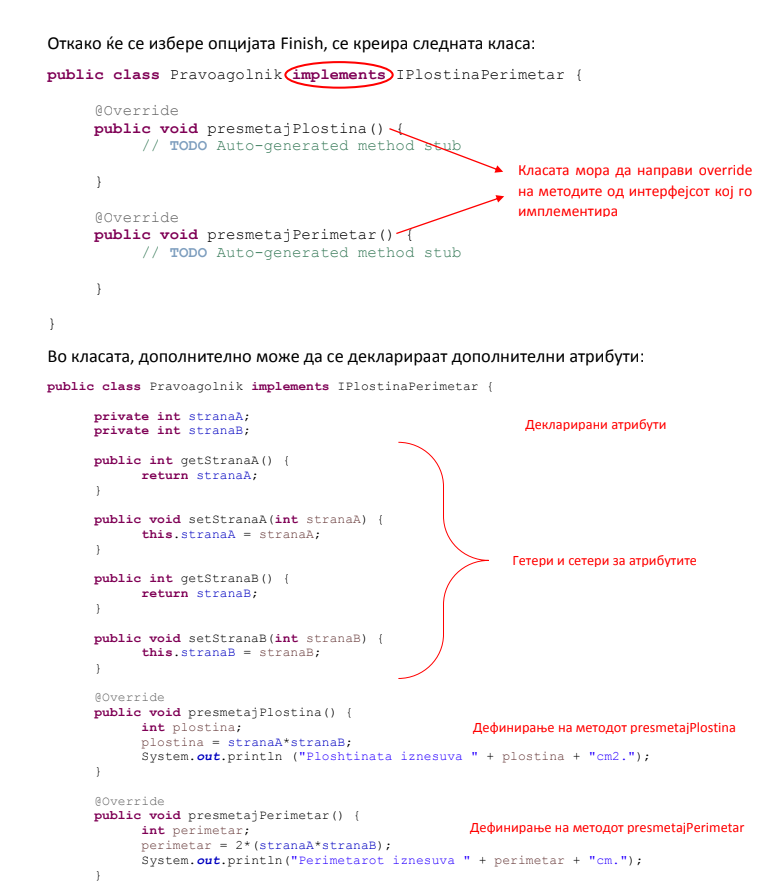 Откако ќе се избере опцијата Finish, се креира следната класа:
public class Pravoagolnik implements IPlostinaPerimetar {
@Override
public void presmetajPlostina() {
// TODO Auto-generated method stub
}
Класата мора да направи override
на методите од интерфејсот кој го
имплементира
@Override
public void presmetajPerimetar() {
// TODO Auto-generated method stub
}
}
Во класата, дополнително може да се декларираат дополнителни атрибути:
public class Pravoagolnik implements IPlostinaPerimetar {
private int stranaA;
private int stranaB;
Декларирани атрибути
public int getStranaA() {
return stranaA;
}
public void setStranaA(int stranaA) {
this.stranaA = stranaA;
}
Гетери и сетери за атрибутите
public int getStranaB() {
return stranaB;
}
public void setStranaB(int stranaB) {
this.stranaB = stranaB;
}
@Override
public void presmetajPlostina() {
int plostina;
Дефинирање на методот presmetajPlostina
plostina = stranaA*stranaB;
System.out.println ("Ploshtinata iznesuva " + plostina + "cm2.");
}
@Override
public void presmetajPerimetar() {
int perimetar;
Дефинирање на методот presmetajPerimetar
perimetar = 2*(stranaA*stranaB);
System.out.println("Perimetarot iznesuva " + perimetar + "cm.");
}